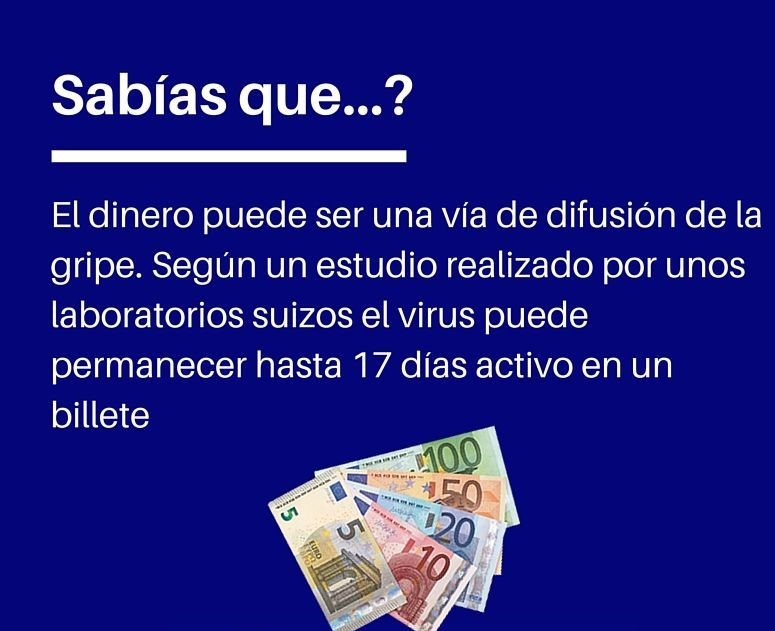 Sabías que...?
El dinero puede ser una vía de difusión de la
gripe. Según un estudio realizado por unos
laboratorios suizos el virus puede
permanecer hasta 17 días activo en un
billete
100
50
20
10
5
5
EURO